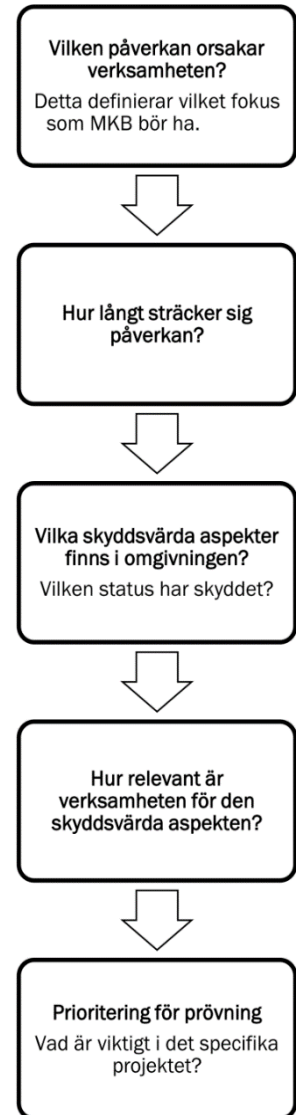 Vilken påverkan orsakar
verksamheten?
Detta definierar vilket fokus
som MKB bör ha.
Hur långt sträcker sig
påverkan?
Vilka skyddsvärda aspekter
finns i omgivningen?
Vilken status har skyddet?
Hur relevant är
verksamheten för den
skyddsvärda aspekten?
Prioritering för prövning
Vad är viktigt i det specifika
projektet?